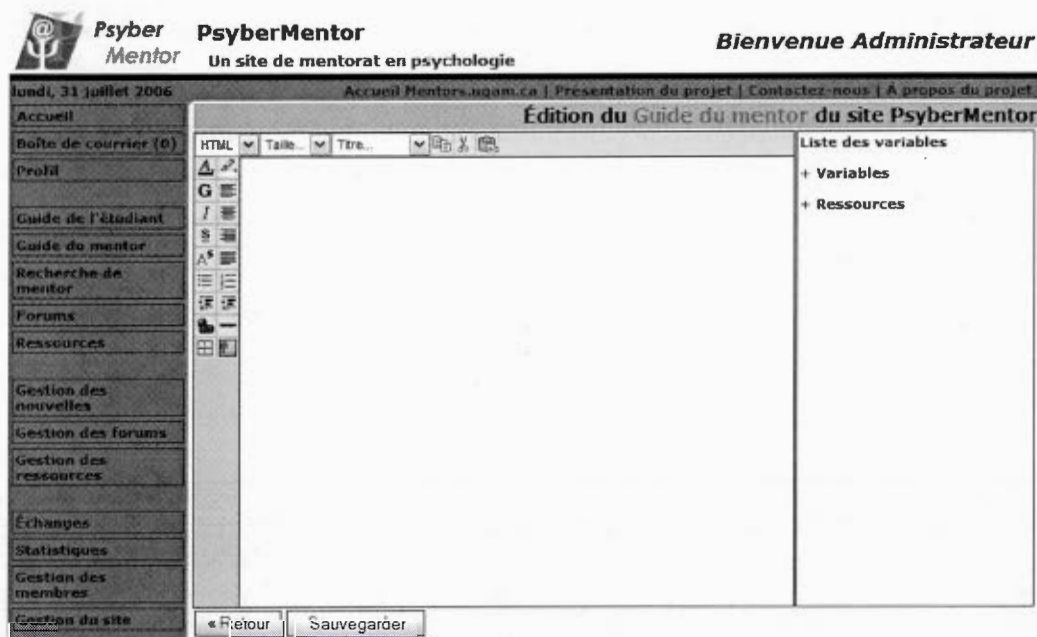 Psyber
Mentor
PsyberMentor
Un site de mentorat en psychologie
Bienvenue Administrateur
lundi, 31 juillet 2006
Accueil Mentors.uqam.ca | Présentation du projet | Contactez-nous | À propos du projet
Accueil
Boîte de courrier (0)
Profil
Guide de l'étudiant
Guide du mentor
Recherche de
mentor
Forums
Ressources
Gestion des
nouvelles
Gestion des forums
Gestion des
ressources
Échanges
Statistiques
Gestion des
membres
Gestion du site
Édition du Guide du mentor du site PsyberMentor
HTML Taille... Titre...
A
G
I
S
A
Liste des variables
+ Variables
+ Ressources
« Retour
Sauvegarder